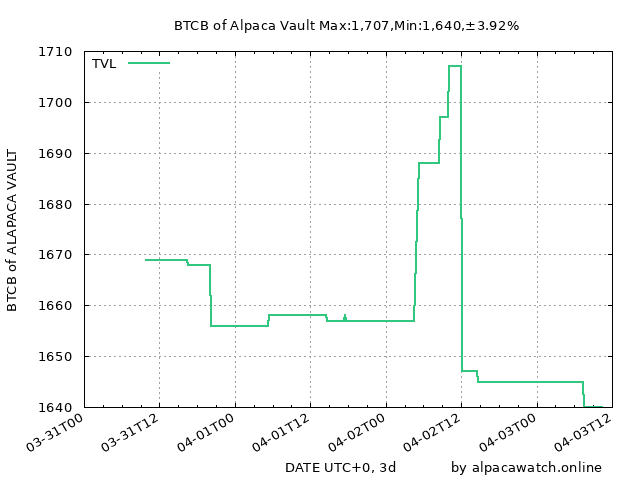 BTCB of Alpaca Vault Max:1,707,Min:1,640,±3.92%
TVL
1710
1700
1690
1680
1670
1660
1650
1640
BTCB of ALAPACA VAULT
03-31T00
03-31T12
04-01T00
04-01T12
04-02T00
04-02T12
04-03T00
04-03T12
DATE UTC+0, 3d
by alpacawatch.online